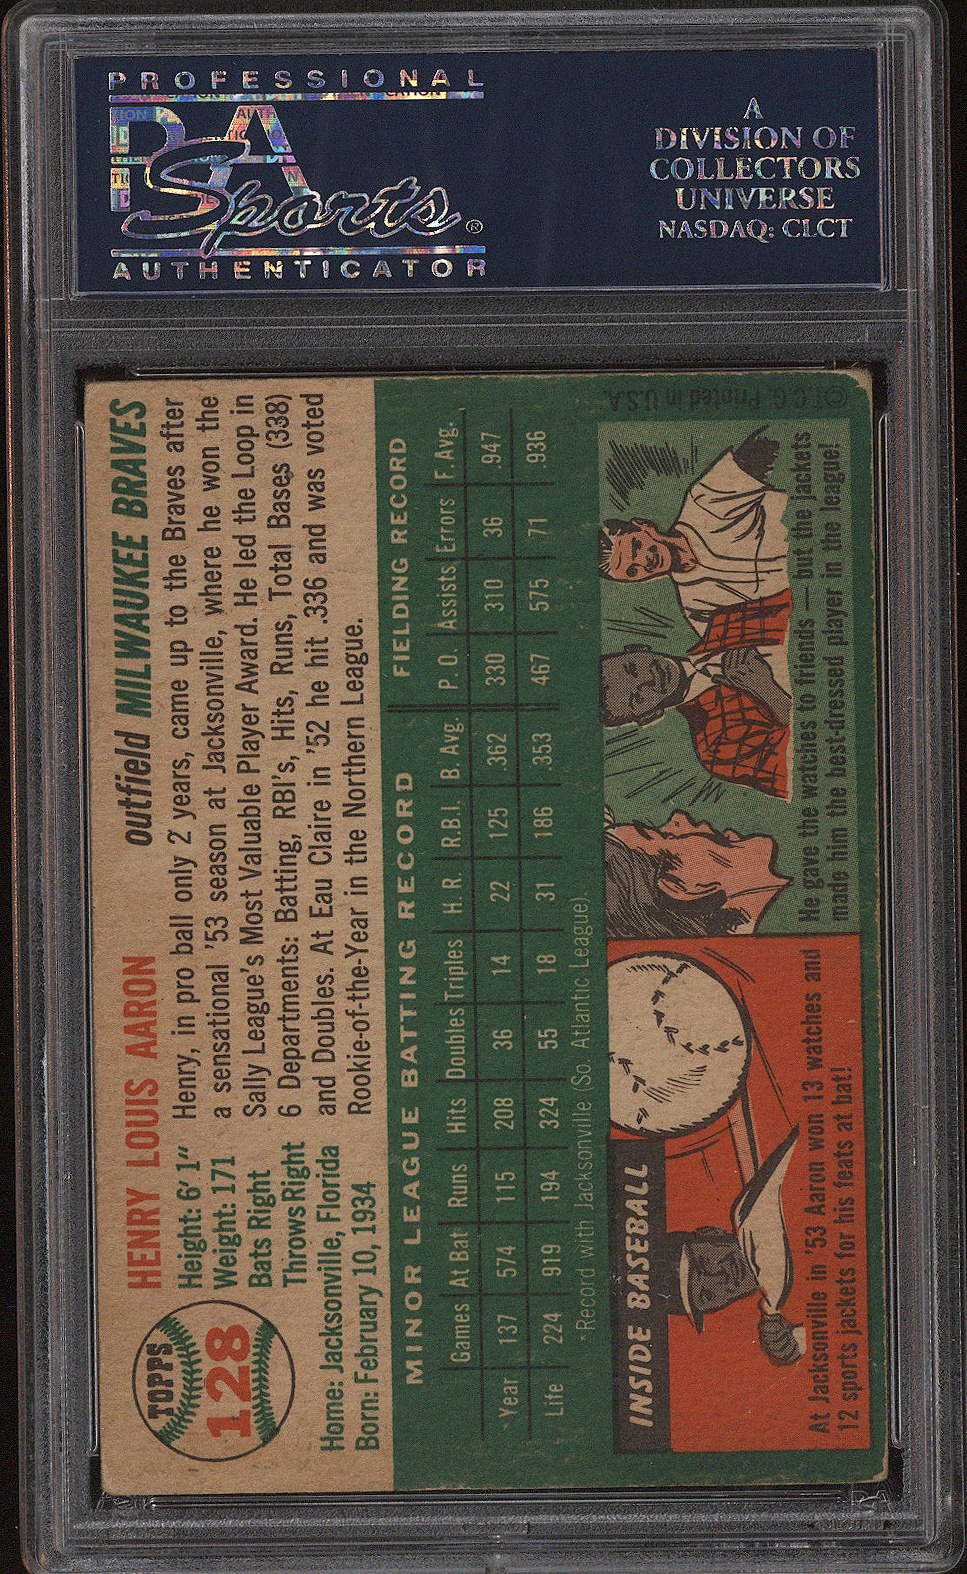 PROFESSIONAL
PSA
Sports®
AUTHENTICATOR
A
DIVISION OF
COLLECTORS
UNIVERSE
NASDAQ: CLCT
TOPPS
128
HENRY LOUIS AARON
outfield MILWAUKEE BRAVES
Height: 6' 1"
Weight: 171
Bats Right
Throws Right
Home: Jacksonville, Florida
Born: February 10, 1934
Henry, in pro ball only 2 years, came up to the Braves after
a sensational '53 season at Jacksonville, where he won the
Sally League's Most Valuable Player Award. He led the Loop in
6 Departments: Batting, RBI's, Hits, Runs, Total Bases (338)
and Doubles. At Eau Claire in '52 he hit .336 and was voted
Rookie-of-the-Year in the Northern League.
MINOR LEAGUE BATTING RECORD FIELDING RECORD
Games At Bat Runs Hits Doubles Triples H. R. R.B.I. B. Avg. P. O. Assists Errors F. Avg.
*Year 137 574 115 208 36 14 22 125 .362 330 310 36 .947
Life 224 919 194 324 55 18 31 186 .353 467 575 71 .936
*Record with Jacksonville (So. Atlantic League).
INSIDE BASEBALL
At Jacksonville in '53 Aaron won 13 watches and
12 sports jackets for his feats at bat!
He gave the watches to friends — but the jackets
made him the best-dressed player in the league!
©T.C.G. Printed in U.S.A.